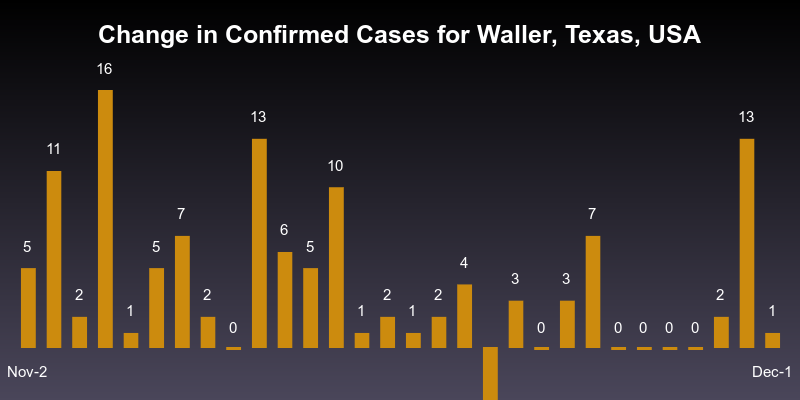 Change in Confirmed Cases for Waller, Texas, USA
5 11 2 16 1 5 7 2 0 13 6 5 10 1 2 1 2 4 3 0 3 7 0 0 0 0 2 13 1
Nov-2 Dec-1